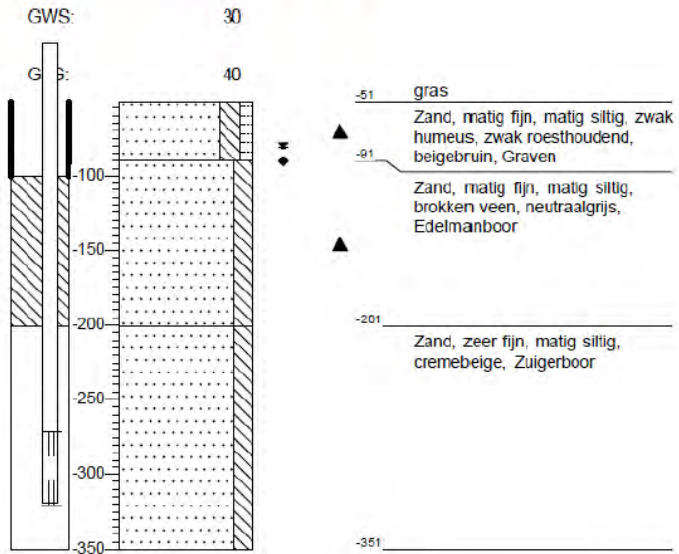 GWS: 30
40
-51 gras
Zand, matig fijn, matig siltig, zwak
humeus, zwak roesthoudend,
beigebruin, Graven
-91
Zand, matig fijn, matig siltig,
brokken veen, neutraalgrijs,
Edelmanboor
-201
Zand, zeer fijn, matig siltig,
cremebeige, Zuigerboor
-351
-100
-150
-200
-250
-300
-350